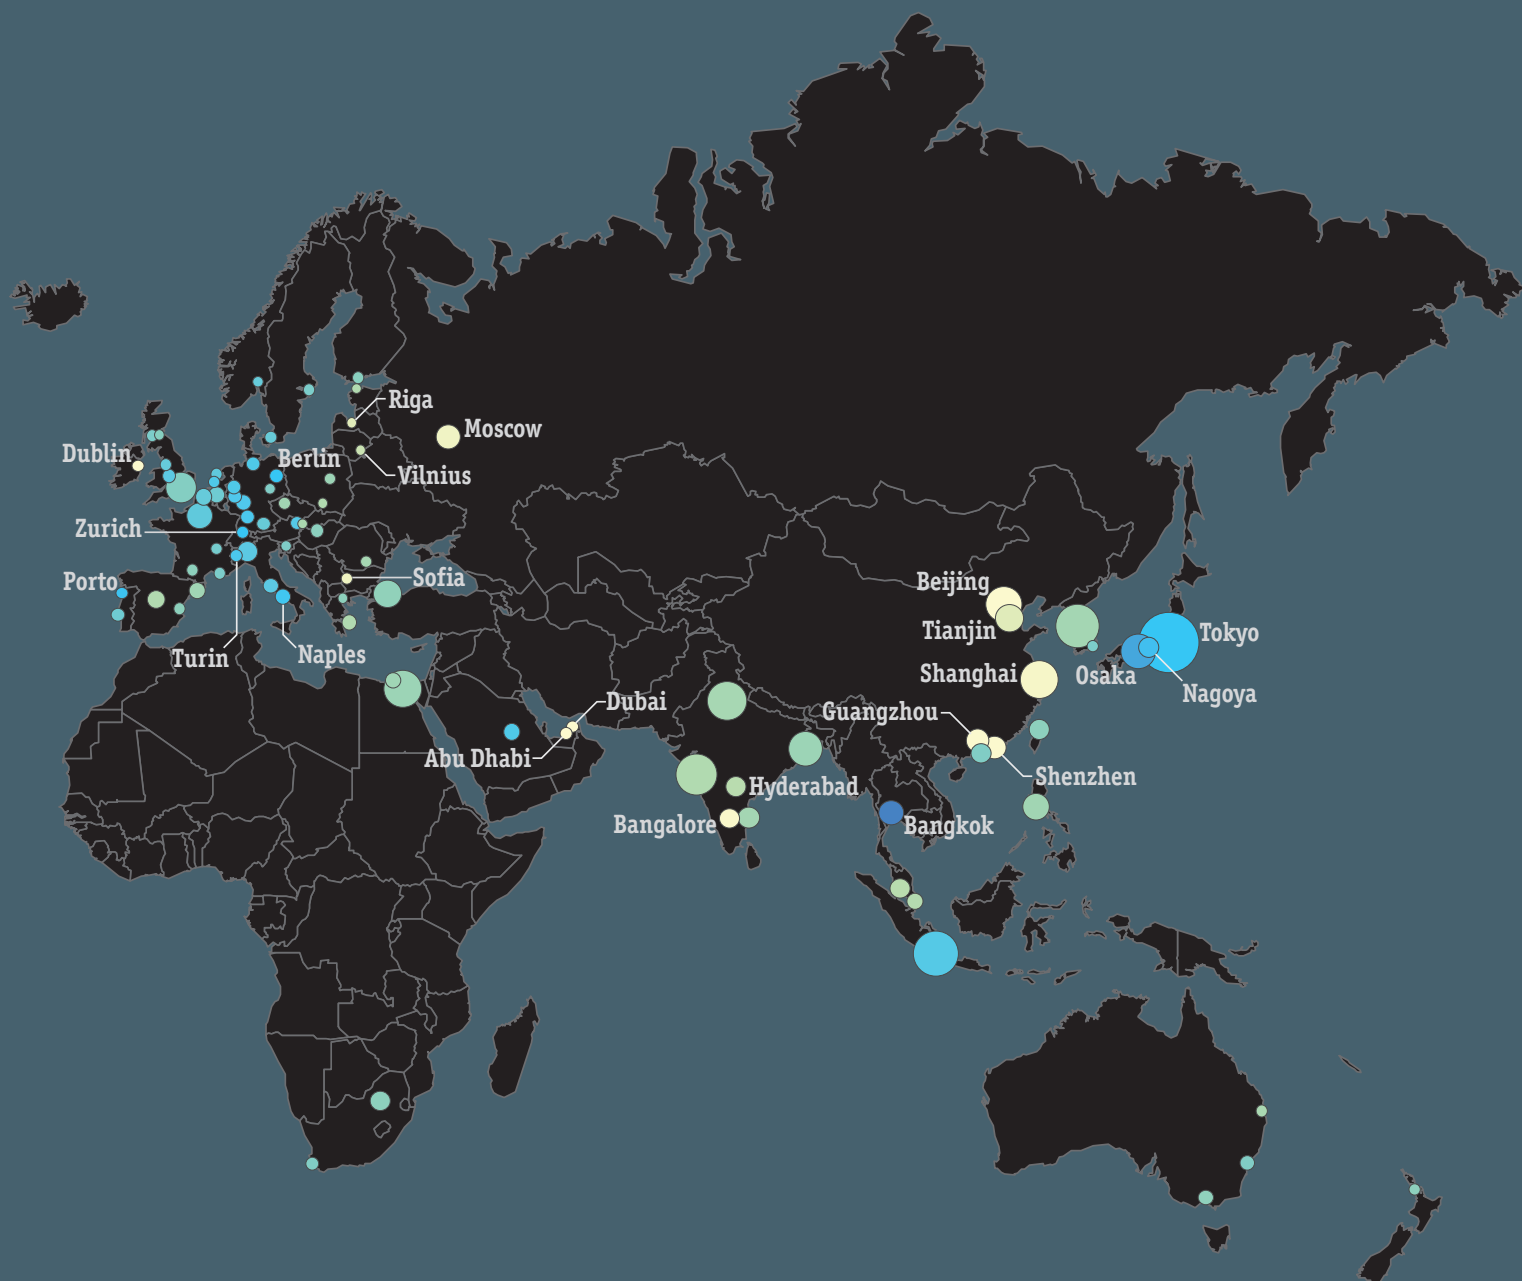 Riga
Moscow
Dublin
Berlin
Vilnius
Zurich
Porto
Sofia
Beijing
Tianjin
Tokyo
Turin
Naples
Shanghai
Osaka
Nagoya
Dubai
Guangzhou
Abu Dhabi
Shenzhen
Hyderabad
Bangalore
Bangkok